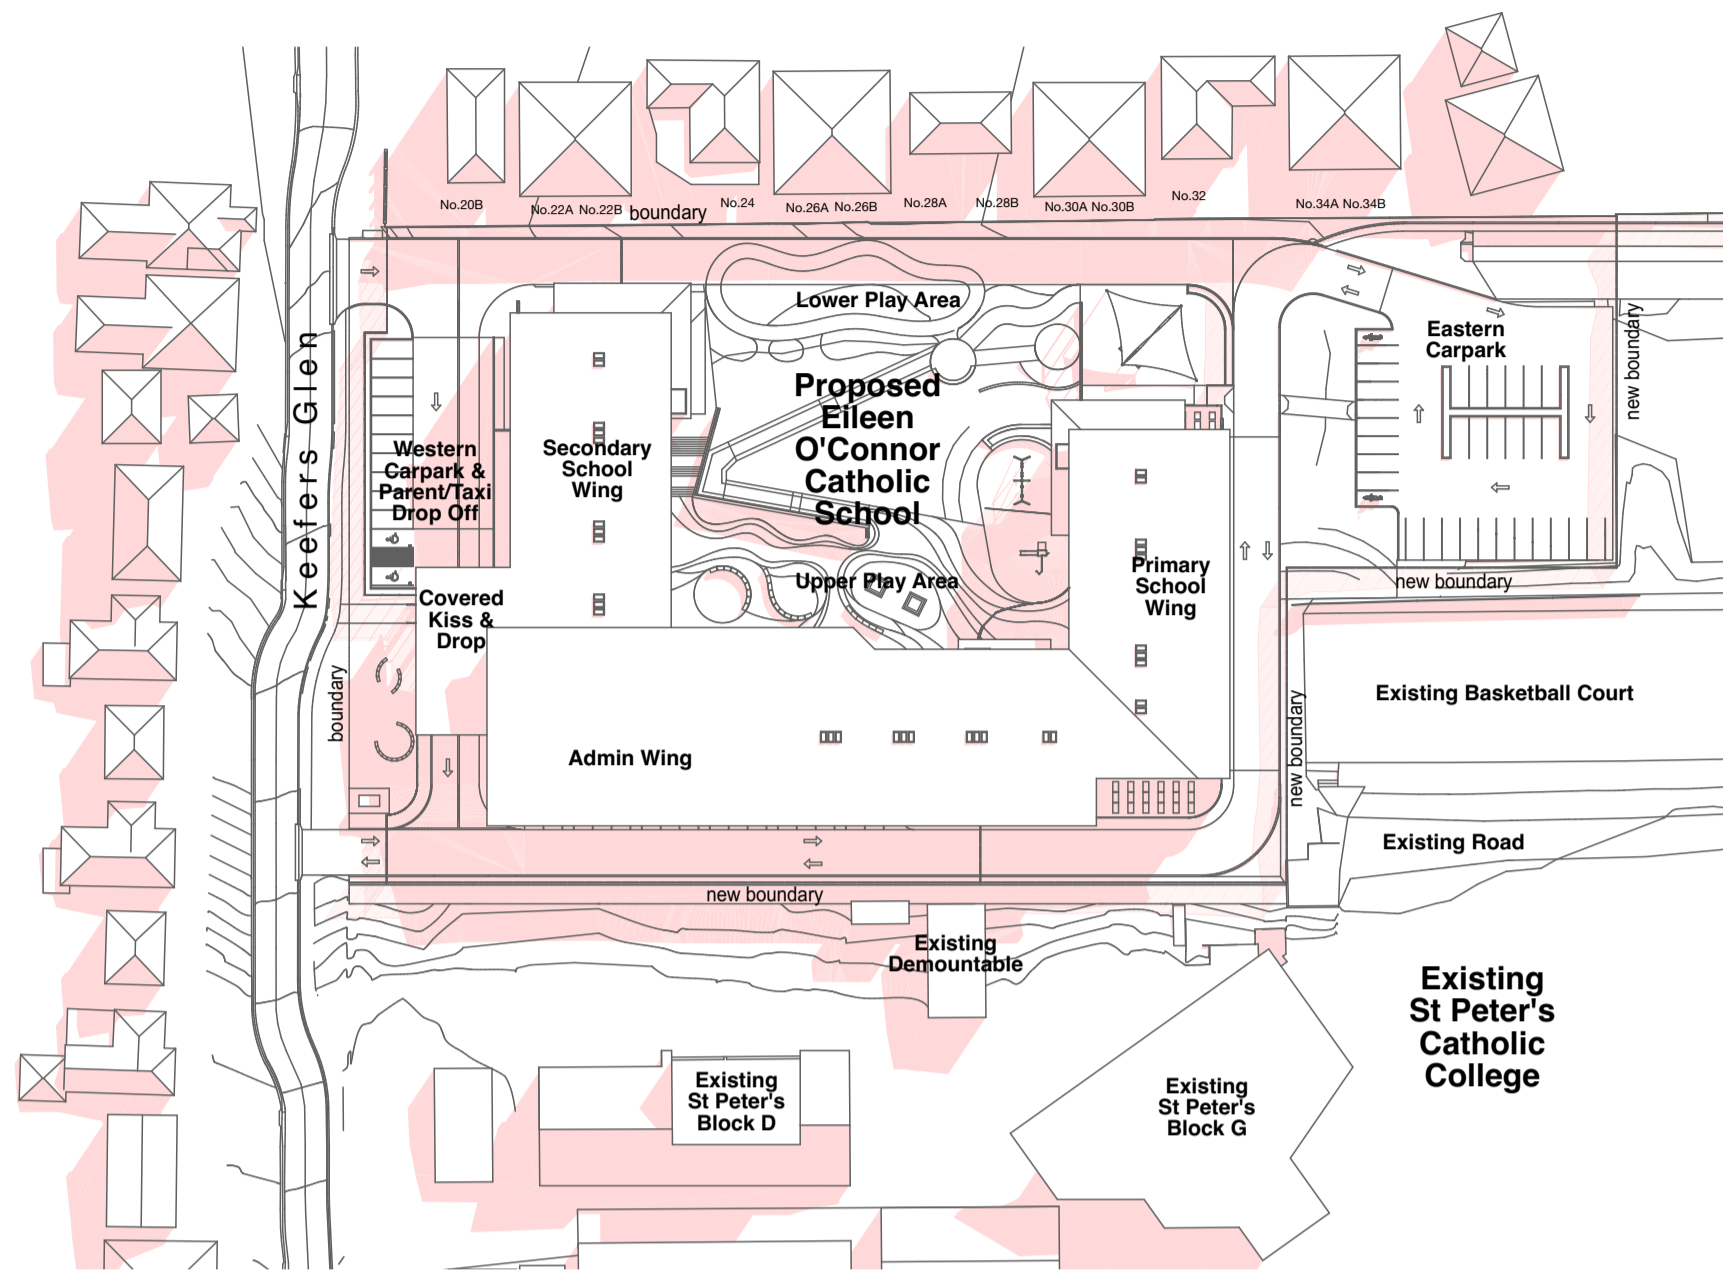 No.20B
No.22A No.22B
boundary
No.24
No.26A No.26B
No.28A
No.28B
No.30A No.30B
No.32
No.34A No.34B
Lower Play Area
Eastern
Carpark
new boundary
Keefers Glen
Proposed
Eileen
O'Connor
Catholic
School
Western
Carpark &
Parent/Taxi
Drop Off
Secondary
School
Wing
Upper Play Area
Primary
School
Wing
new boundary
Covered
Kiss &
Drop
boundary
Admin Wing
new boundary
Existing Basketball Court
Existing Road
new boundary
Existing
Demountable
Existing
St Peter's
Catholic
College
Existing
St Peter's
Block D
Existing
St Peter's
Block G